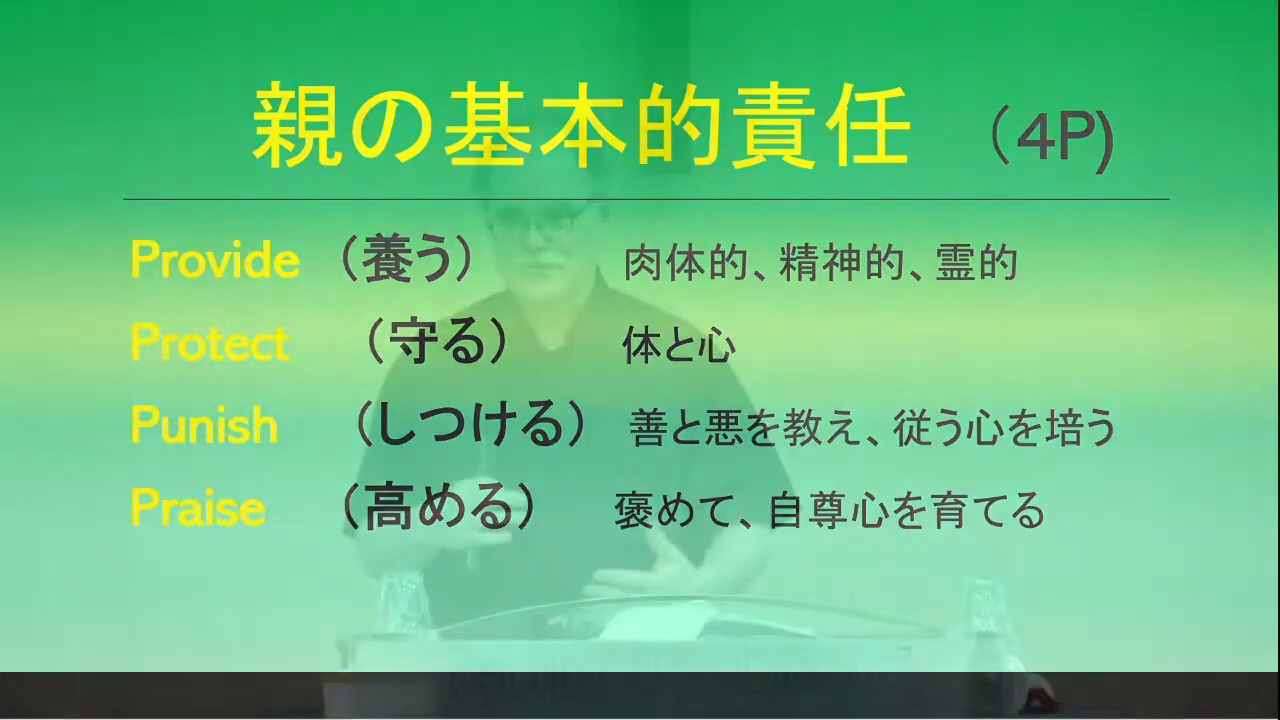 親の基本的責任 （4P)
Provide （養う） 肉体的、精神的、霊的
Protect （守る） 体と心
Punish （しつける） 善と悪を教え、従う心を培う
Praise （高める） 褒めて、自尊心を育てる